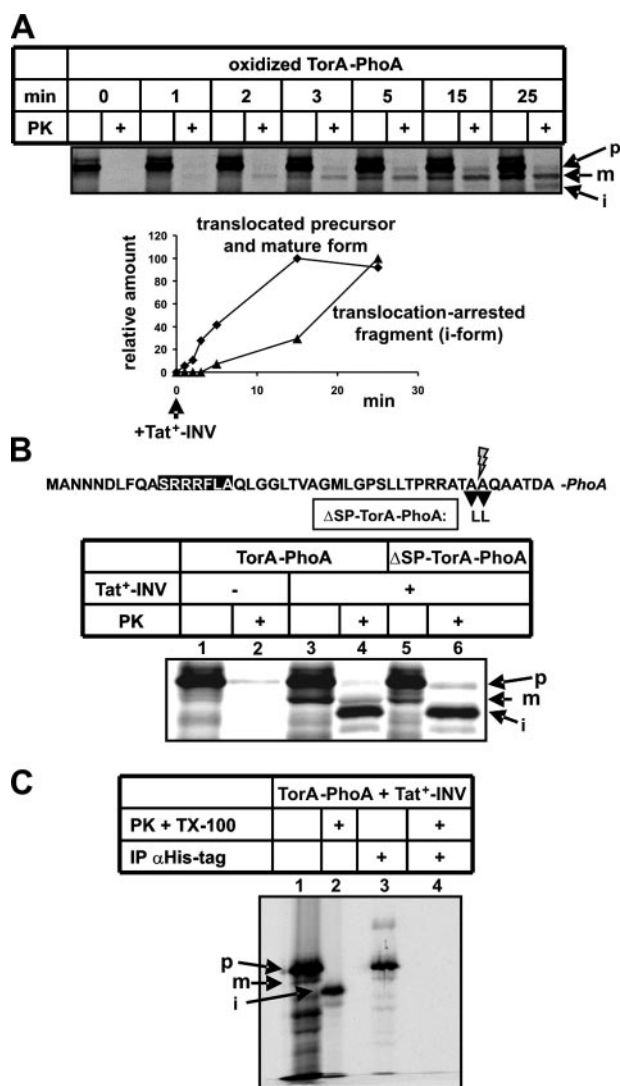 A
oxidized TorA-PhoA
min 0 1 2 3 5 15 25
PK + + + + + + +
p
m
i
translocated precursor
and mature form
relative amount
120
100
80
60
40
20
0
translocation-arrested
fragment (i-form)
0 10 20 30
min
+Tat⁺-INV
B
MANNNDLFQASRRRFLAQLGGLTVAGMLGPSLLTPRRATAAQAATDA -PhoA
ΔSP-TorA-PhoA: LL
TorA-PhoA ΔSP-TorA-PhoA
Tat⁺-INV - +
PK + + +
1 2 3 4 5 6
p
m
i
C
TorA-PhoA + Tat⁺-INV
PK + TX-100 + +
IP αHis-tag + +
1 2 3 4
p
m
i